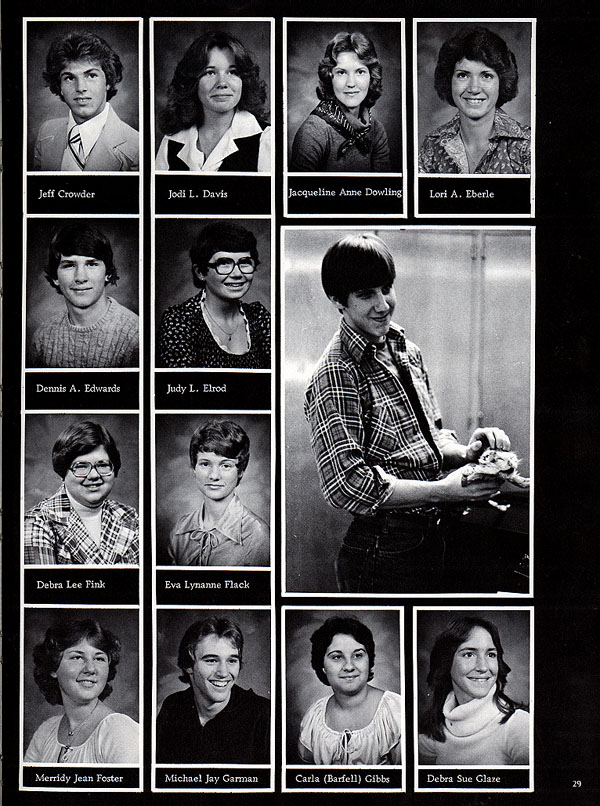 Jeff Crowder
Jodi L. Davis
Jacqueline Anne Dowling
Lori A. Eberle
Dennis A. Edwards
Judy L. Elrod
Debra Lee Fink
Eva Lynanne Flack
Merridy Jean Foster
Michael Jay Garman
Carla (Barfell) Gibbs
Debra Sue Glaze
29